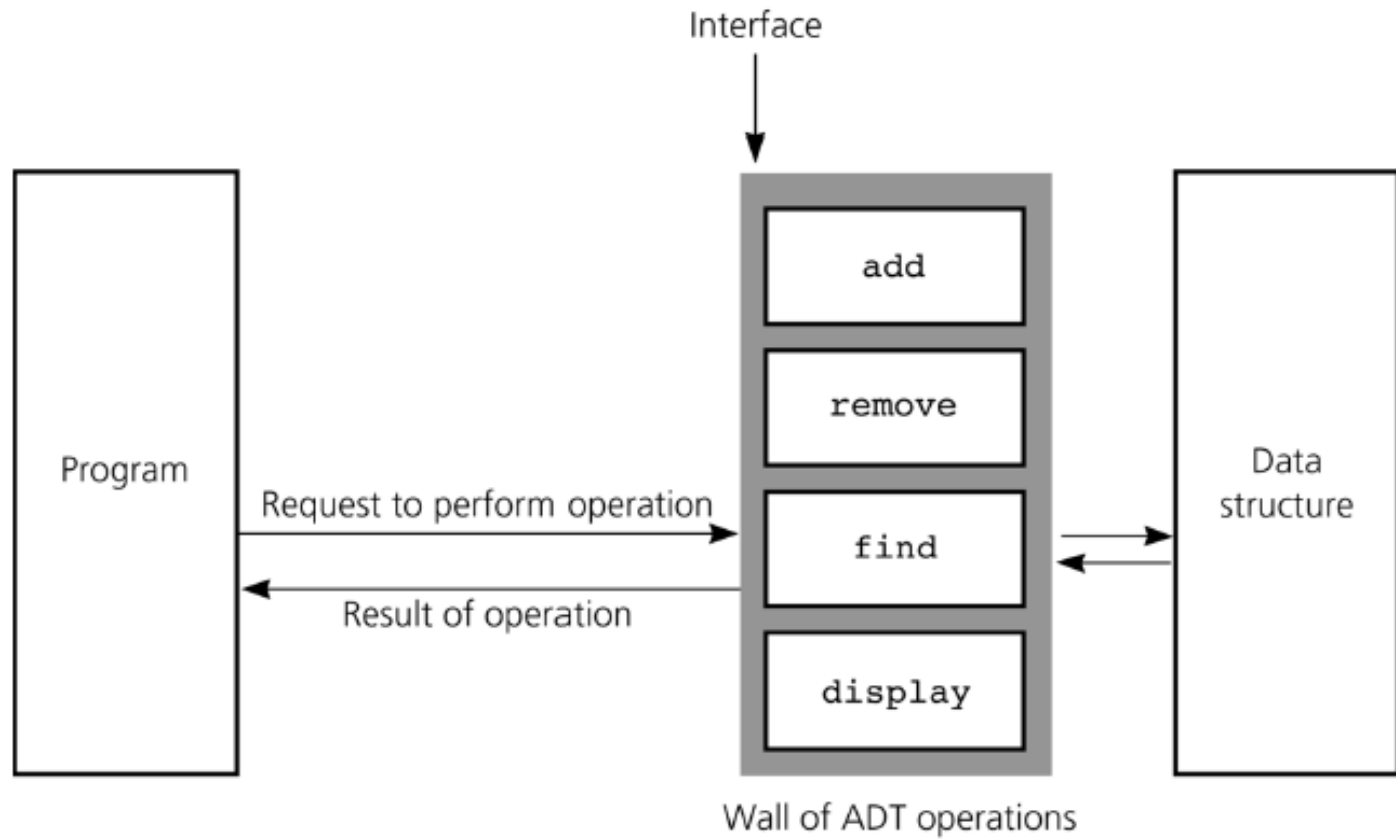 Interface
add
remove
Program
Data
structure
Request to perform operation
find
Result of operation
display
Wall of ADT operations